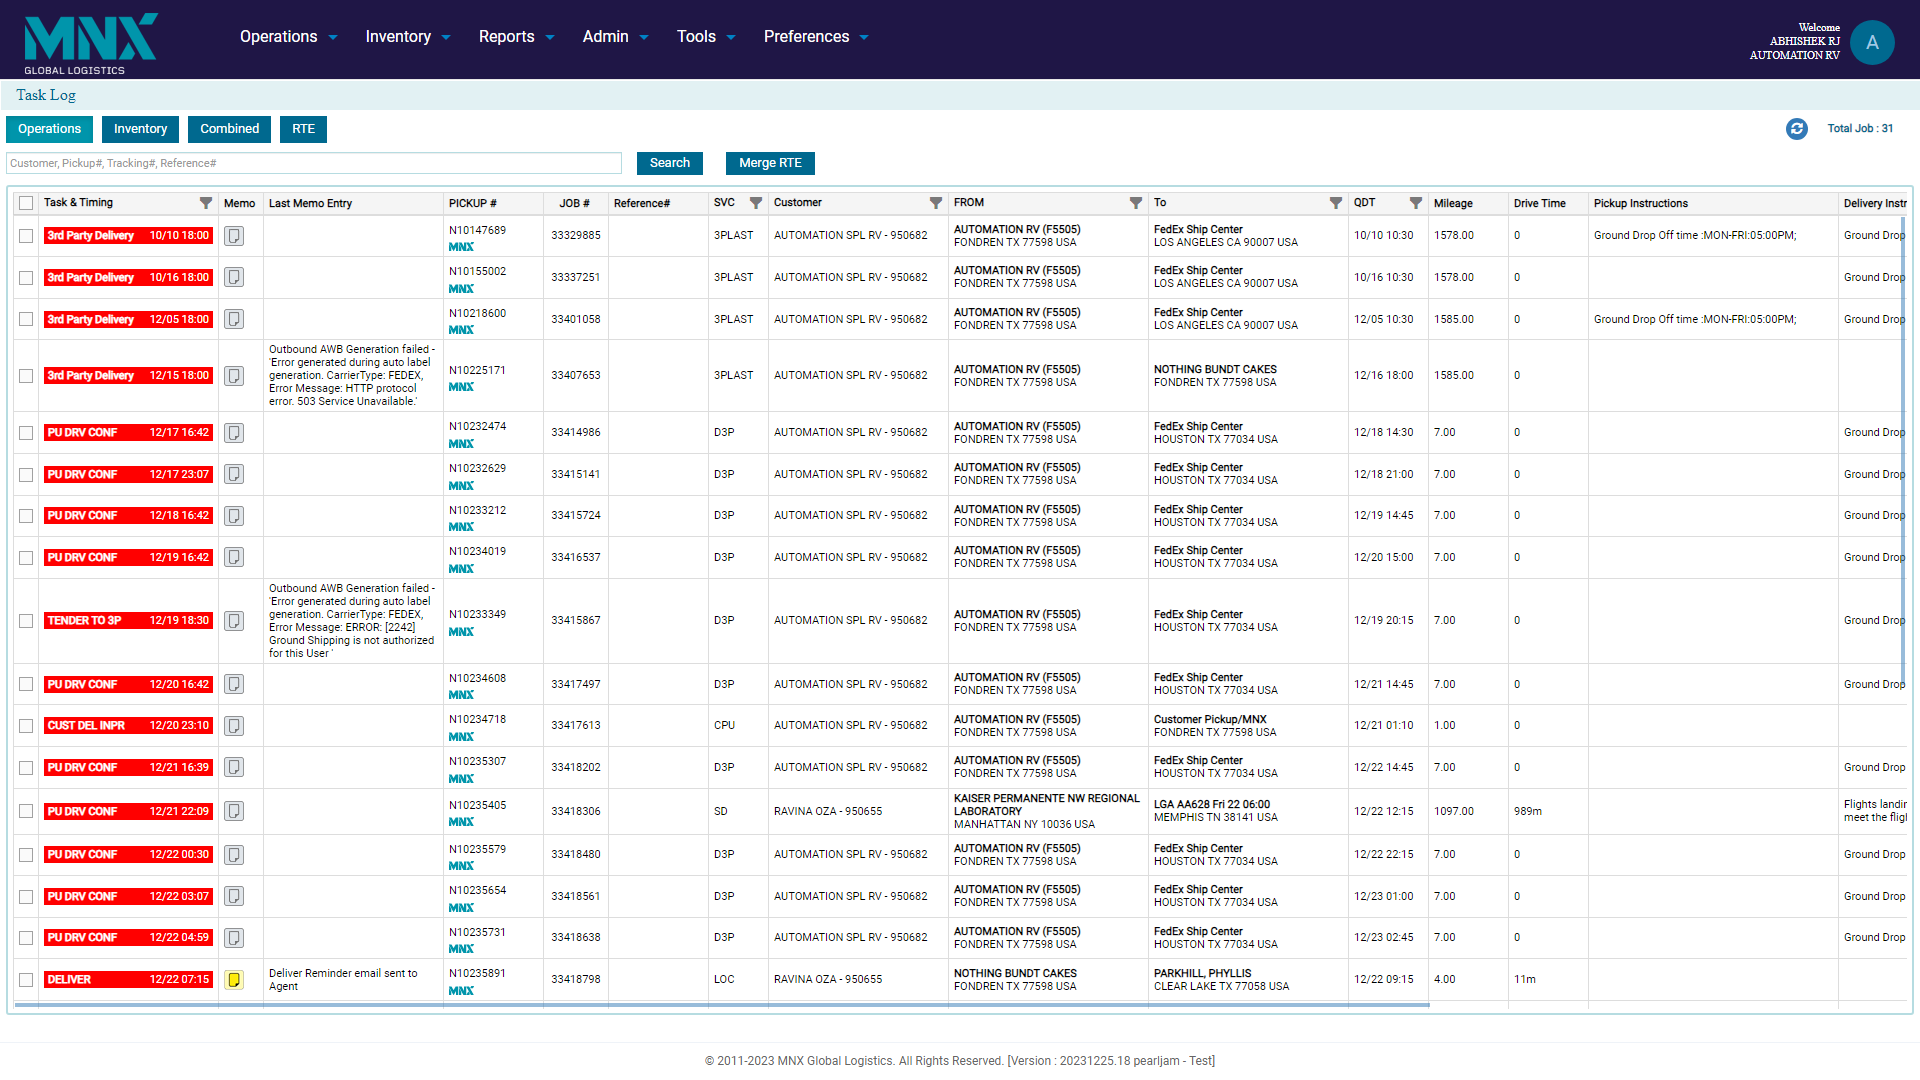 MNX
GLOBAL LOGISTICS
Operations Inventory Reports Admin Tools Preferences
Welcome
ABHISHEK RJ
AUTOMATION RV
A
Task Log
Operations Inventory Combined RTE
Total Job : 31
Customer, Pickup#, Tracking#, Reference#
Search Merge RTE
Task & Timing Memo Last Memo Entry PICKUP # JOB # Reference# SVC Customer FROM To QDT Mileage Drive Time Pickup Instructions Delivery Instr
3rd Party Delivery 10/10 18:00 N10147689 MNX 33329885 3PLAST AUTOMATION SPL RV - 950682 AUTOMATION RV (F5505) FONDREN TX 77598 USA FedEx Ship Center LOS ANGELES CA 90007 USA 10/10 10:30 1578.00 0 Ground Drop Off time :MON-FRI:05:00PM; Ground Drop
3rd Party Delivery 10/16 18:00 N10155002 MNX 33337251 3PLAST AUTOMATION SPL RV - 950682 AUTOMATION RV (F5505) FONDREN TX 77598 USA FedEx Ship Center LOS ANGELES CA 90007 USA 10/16 10:30 1578.00 0 Ground Drop
3rd Party Delivery 12/05 18:00 N10218600 MNX 33401058 3PLAST AUTOMATION SPL RV - 950682 AUTOMATION RV (F5505) FONDREN TX 77598 USA FedEx Ship Center LOS ANGELES CA 90007 USA 12/05 10:30 1585.00 0 Ground Drop Off time :MON-FRI:05:00PM; Ground Drop
3rd Party Delivery 12/15 18:00 Outbound AWB Generation failed - 'Error generated during auto label generation. CarrierType: FEDEX, Error Message: HTTP protocol error. 503 Service Unavailable.' N10225171 MNX 33407653 3PLAST AUTOMATION SPL RV - 950682 AUTOMATION RV (F5505) FONDREN TX 77598 USA NOTHING BUNDT CAKES FONDREN TX 77598 USA 12/16 18:00 1585.00 0
PU DRV CONF 12/17 16:42 N10232474 MNX 33414986 D3P AUTOMATION SPL RV - 950682 AUTOMATION RV (F5505) FONDREN TX 77598 USA FedEx Ship Center HOUSTON TX 77034 USA 12/18 14:30 7.00 0 Ground Drop
PU DRV CONF 12/17 23:07 N10232629 MNX 33415141 D3P AUTOMATION SPL RV - 950682 AUTOMATION RV (F5505) FONDREN TX 77598 USA FedEx Ship Center HOUSTON TX 77034 USA 12/18 21:00 7.00 0 Ground Drop
PU DRV CONF 12/18 16:42 N10233212 MNX 33415724 D3P AUTOMATION SPL RV - 950682 AUTOMATION RV (F5505) FONDREN TX 77598 USA FedEx Ship Center HOUSTON TX 77034 USA 12/19 14:45 7.00 0 Ground Drop
PU DRV CONF 12/19 16:42 N10234019 MNX 33416537 D3P AUTOMATION SPL RV - 950682 AUTOMATION RV (F5505) FONDREN TX 77598 USA FedEx Ship Center HOUSTON TX 77034 USA 12/20 15:00 7.00 0 Ground Drop
TENDER TO 3P 12/19 18:30 Outbound AWB Generation failed - 'Error generated during auto label generation. CarrierType: FEDEX, Error Message: ERROR: [2242] Ground Shipping is not authorized for this User ' N10233349 MNX 33415867 D3P AUTOMATION SPL RV - 950682 AUTOMATION RV (F5505) FONDREN TX 77598 USA FedEx Ship Center HOUSTON TX 77034 USA 12/19 20:15 7.00 0 Ground Drop
PU DRV CONF 12/20 16:42 N10234608 MNX 33417497 D3P AUTOMATION SPL RV - 950682 AUTOMATION RV (F5505) FONDREN TX 77598 USA FedEx Ship Center HOUSTON TX 77034 USA 12/21 14:45 7.00 0 Ground Drop
CUST DEL INPR 12/20 23:10 N10234718 MNX 33417613 CPU AUTOMATION SPL RV - 950682 AUTOMATION RV (F5505) FONDREN TX 77598 USA Customer Pickup/MNX FONDREN TX 77598 USA 12/21 01:10 1.00 0
PU DRV CONF 12/21 16:39 N10235307 MNX 33418202 D3P AUTOMATION SPL RV - 950682 AUTOMATION RV (F5505) FONDREN TX 77598 USA FedEx Ship Center HOUSTON TX 77034 USA 12/22 14:45 7.00 0 Ground Drop
PU DRV CONF 12/21 22:09 N10235405 MNX 33418306 SD RAVINA OZA - 950655 KAISER PERMANENTE NW REGIONAL LABORATORY MANHATTAN NY 10036 USA LGA AA628 Fri 22 06:00 MEMPHIS TN 38141 USA 12/22 12:15 1097.00 989m Flights landin meet the fligh
PU DRV CONF 12/22 00:30 N10235579 MNX 33418480 D3P AUTOMATION SPL RV - 950682 AUTOMATION RV (F5505) FONDREN TX 77598 USA FedEx Ship Center HOUSTON TX 77034 USA 12/22 22:15 7.00 0 Ground Drop
PU DRV CONF 12/22 03:07 N10235654 MNX 33418561 D3P AUTOMATION SPL RV - 950682 AUTOMATION RV (F5505) FONDREN TX 77598 USA FedEx Ship Center HOUSTON TX 77034 USA 12/23 01:00 7.00 0 Ground Drop
PU DRV CONF 12/22 04:59 N10235731 MNX 33418638 D3P AUTOMATION SPL RV - 950682 AUTOMATION RV (F5505) FONDREN TX 77598 USA FedEx Ship Center HOUSTON TX 77034 USA 12/23 02:45 7.00 0 Ground Drop
DELIVER 12/22 07:15 Deliver Reminder email sent to Agent N10235891 MNX 33418798 LOC RAVINA OZA - 950655 NOTHING BUNDT CAKES FONDREN TX 77598 USA PARKHILL, PHYLLIS CLEAR LAKE TX 77058 USA 12/22 09:15 4.00 11m
© 2011-2023 MNX Global Logistics. All Rights Reserved. [Version : 20231225.18 pearljam - Test]